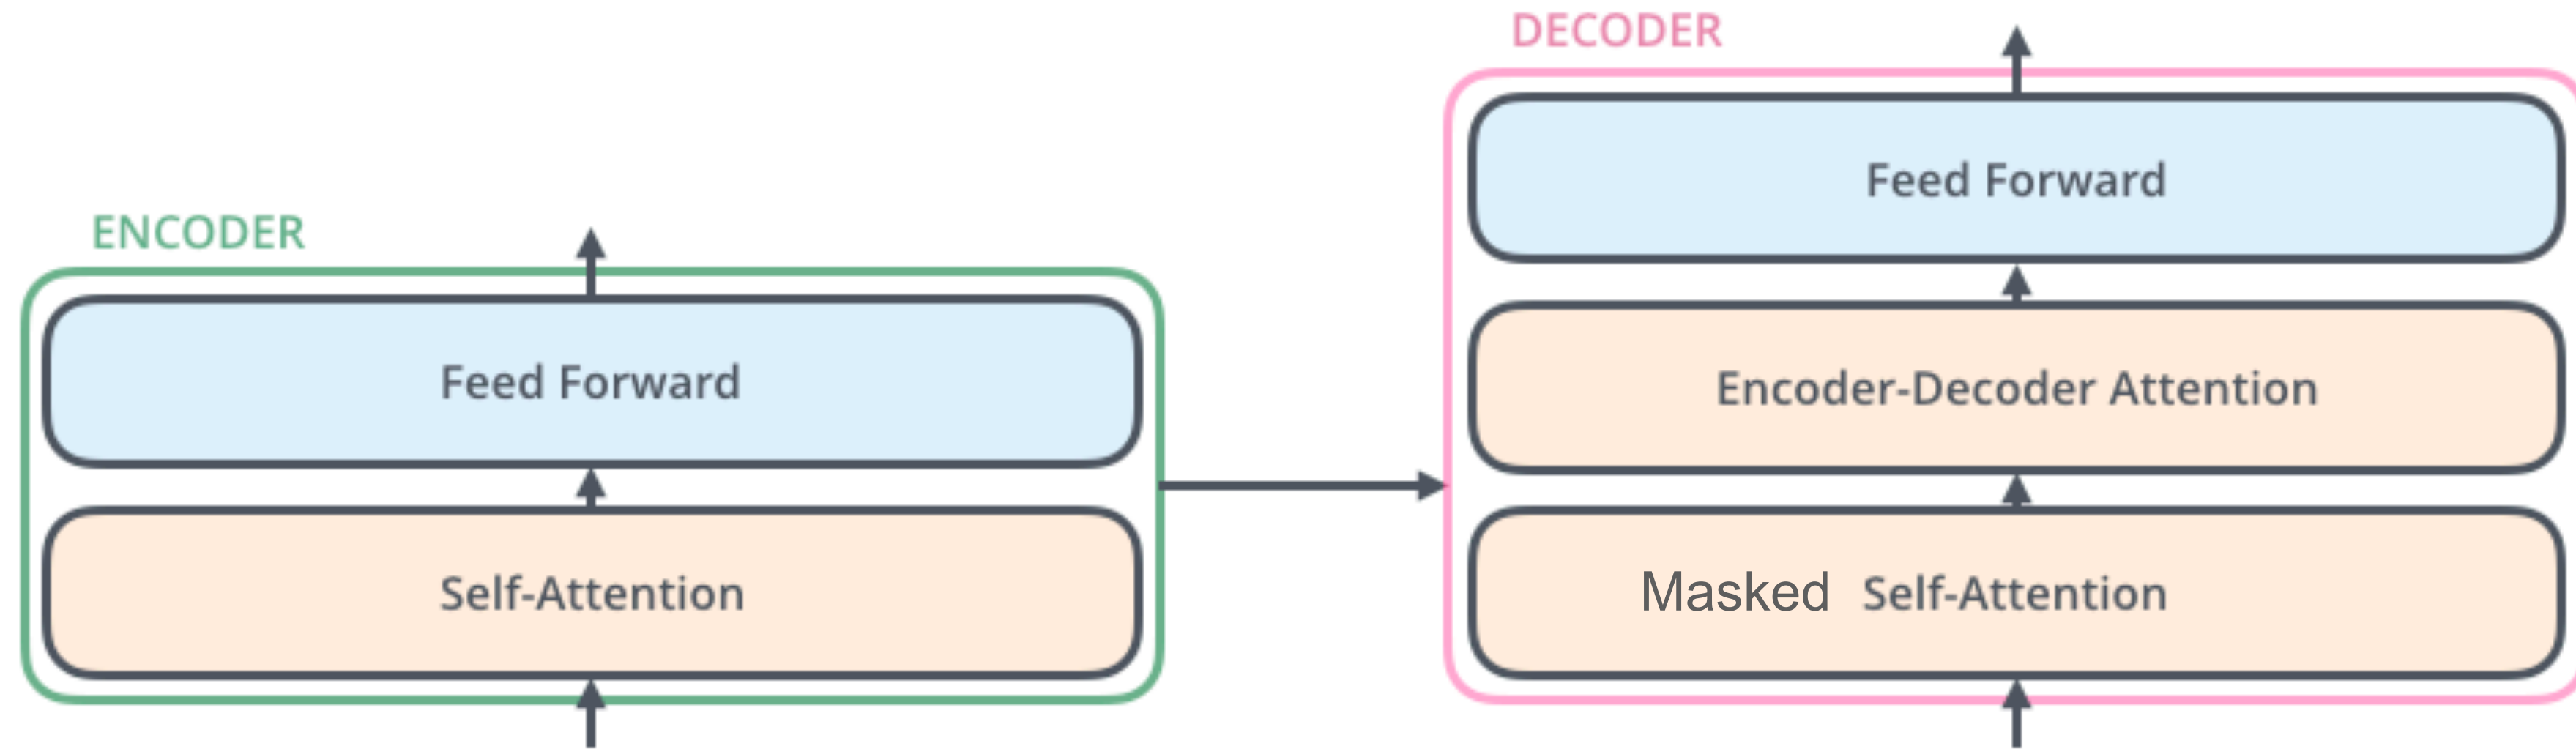 ENCODER
Feed Forward
Self-Attention
DECODER
Feed Forward
Encoder-Decoder Attention
Masked Self-Attention